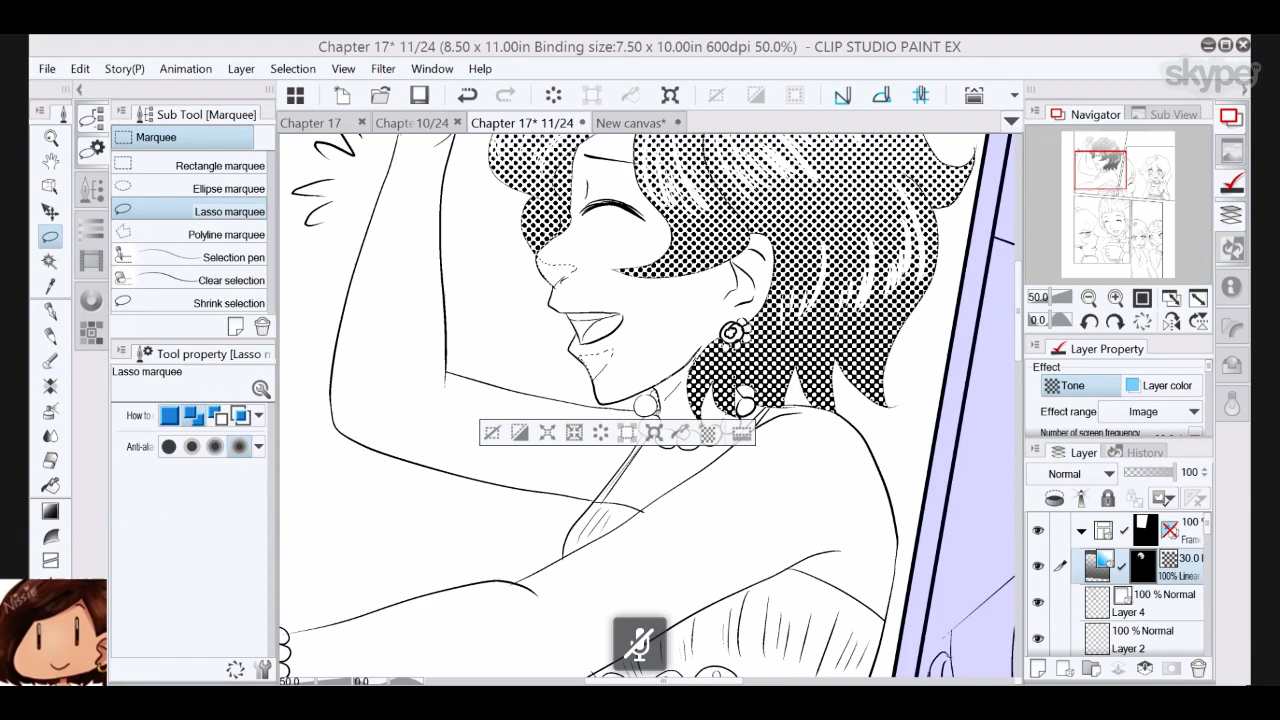 Chapter 17* 11/24 (8.50 x 11.00in Binding size:7.50 x 10.00in 600dpi 50.0%) - CLIP STUDIO PAINT EX
File Edit Story(P) Animation Layer Selection View Filter Window Help
skype
Sub Tool [Marquee]
Marquee
Rectangle marquee
Ellipse marquee
Lasso marquee
Polyline marquee
Selection pen
Clear selection
Shrink selection
Tool property [Lasso
Lasso marquee
How to
Anti-alia
Chapter 17 Chapte 10/24 Chapter 17* 11/24 New canvas*
Navigator Sub View
50.0
0.0
Layer Property
Effect
Tone Layer color
Effect range Image
Number of screen frequency
Layer History
Normal 100
100
Fram
30.0
100% Linea
100 % Normal
Layer 4
100 % Normal
Layer 2
Nissie
50.0 0.0